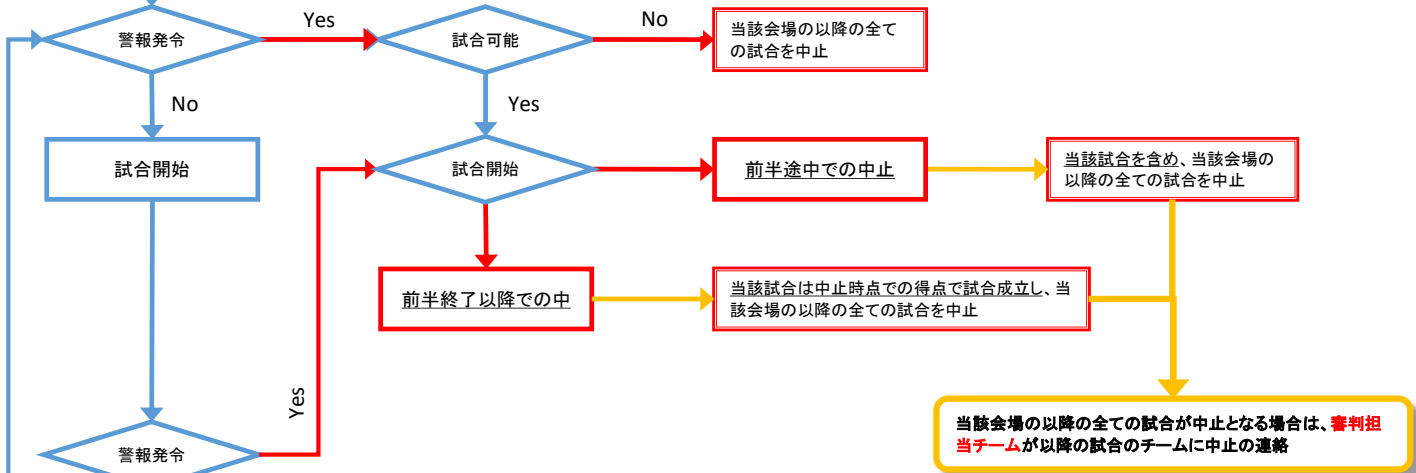 Yes
No
警報発令
試合可能
当該会場の以降の全て
の試合を中止
No
Yes
試合開始
試合開始
前半途中での中止
当該試合を含め、当該会場の
以降の全ての試合を中止
前半終了以降での中
当該試合は中止時点での得点で試合成立し、当
該会場の以降の全ての試合を中止
Yes
警報発令
当該会場の以降の全ての試合が中止となる場合は、審判担
当チームが以降の試合のチームに中止の連絡